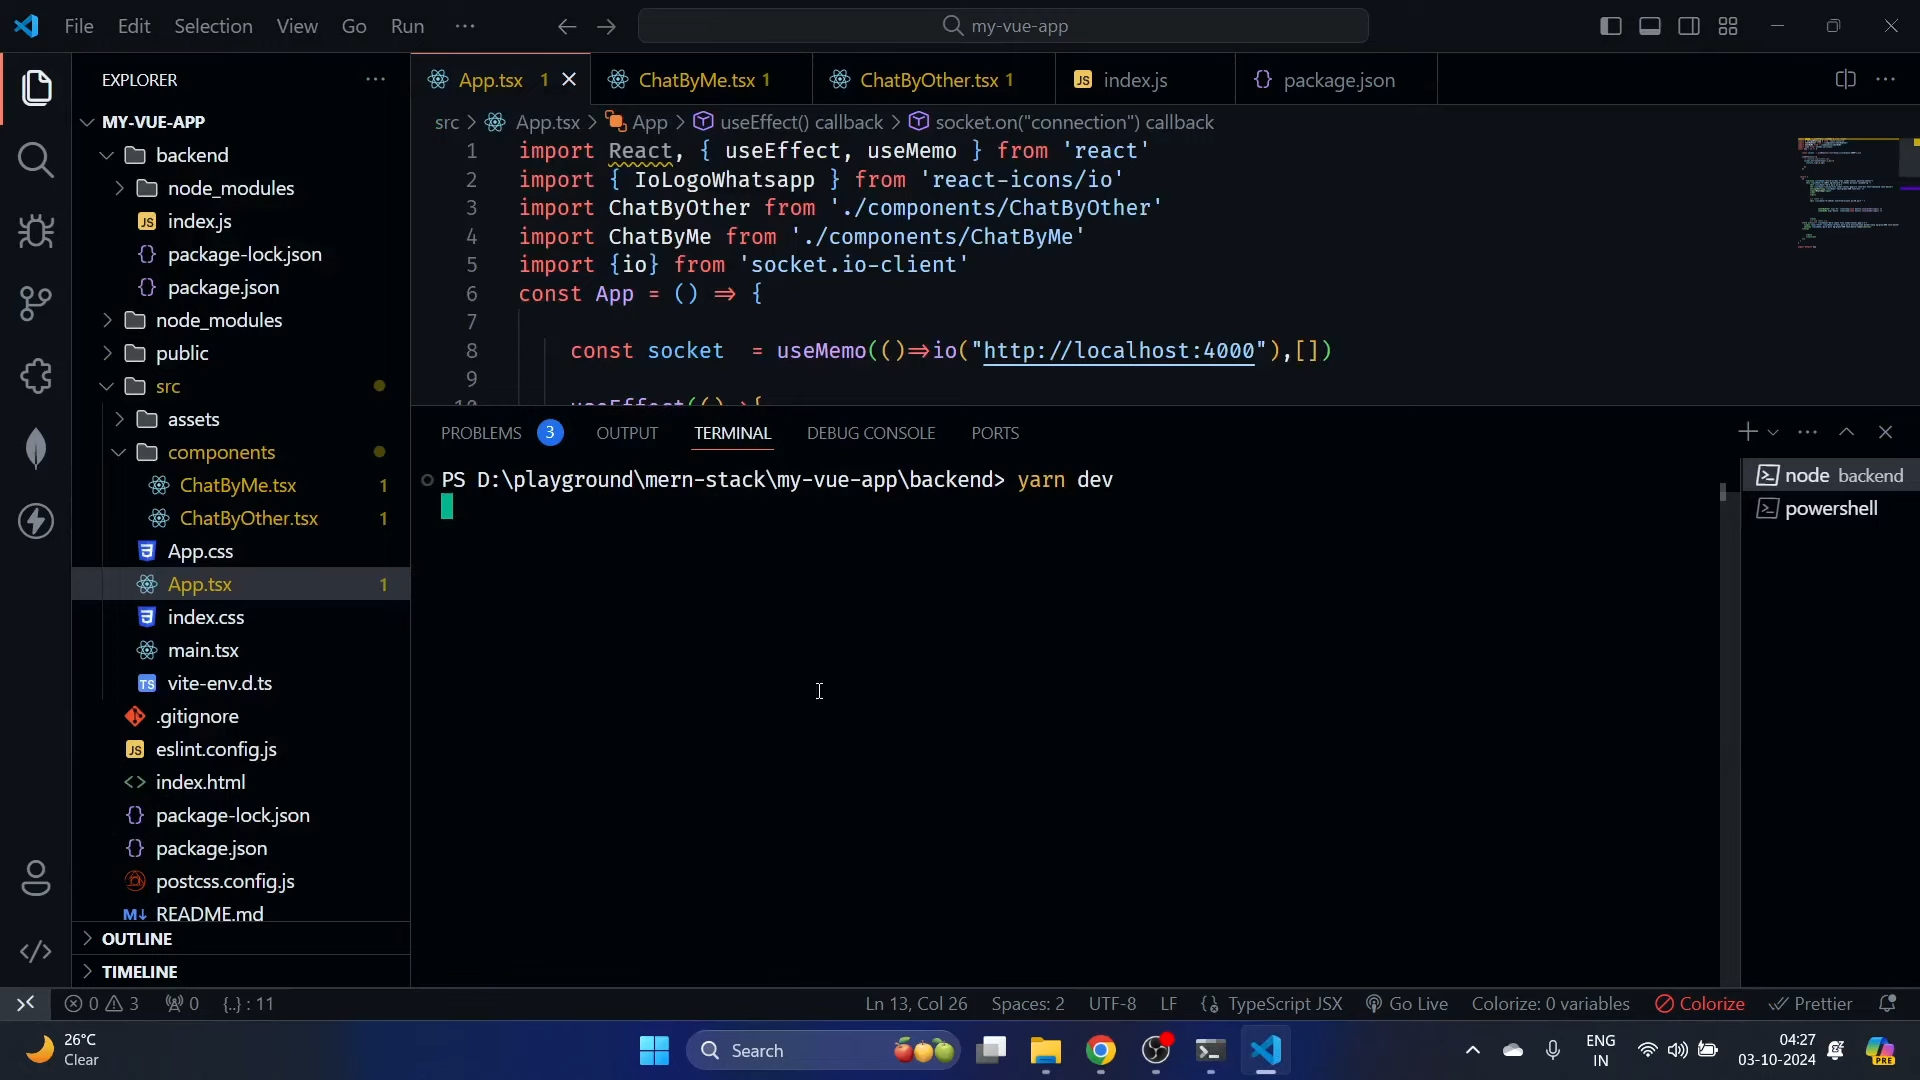 File Edit Selection View Go Run ··· my-vue-app
EXPLORER ···
MY-VUE-APP
backend
node_modules
index.js
package-lock.json
package.json
node_modules
public
src
assets
components
ChatByMe.tsx 1
ChatByOther.tsx 1
App.css
App.tsx 1
index.css
main.tsx
vite-env.d.ts
.gitignore
eslint.config.js
index.html
package-lock.json
package.json
postcss.config.js
README.md
OUTLINE
TIMELINE
App.tsx 1 ChatByMe.tsx 1 ChatByOther.tsx 1 index.js package.json
src > App.tsx > App > useEffect() callback > socket.on("connection") callback
1 import React, { useEffect, useMemo } from 'react'
2 import { IoLogoWhatsapp } from 'react-icons/io'
3 import ChatByOther from './components/ChatByOther'
4 import ChatByMe from './components/ChatByMe'
5 import {io} from 'socket.io-client'
6 const App = () => {
7
8 const socket  = useMemo(()=>io("http://localhost:4000"),[])
9
10 useEffect(() =>{
PROBLEMS 3 OUTPUT TERMINAL DEBUG CONSOLE PORTS
PS D:\playground\mern-stack\my-vue-app\backend> yarn dev
node backend
powershell
0 3 0 {..} : 11 Ln 13, Col 26 Spaces: 2 UTF-8 LF TypeScript JSX Go Live Colorize: 0 variables Colorize Prettier
26°C
Clear
Search
ENG
IN
04:27
03-10-2024
PRE